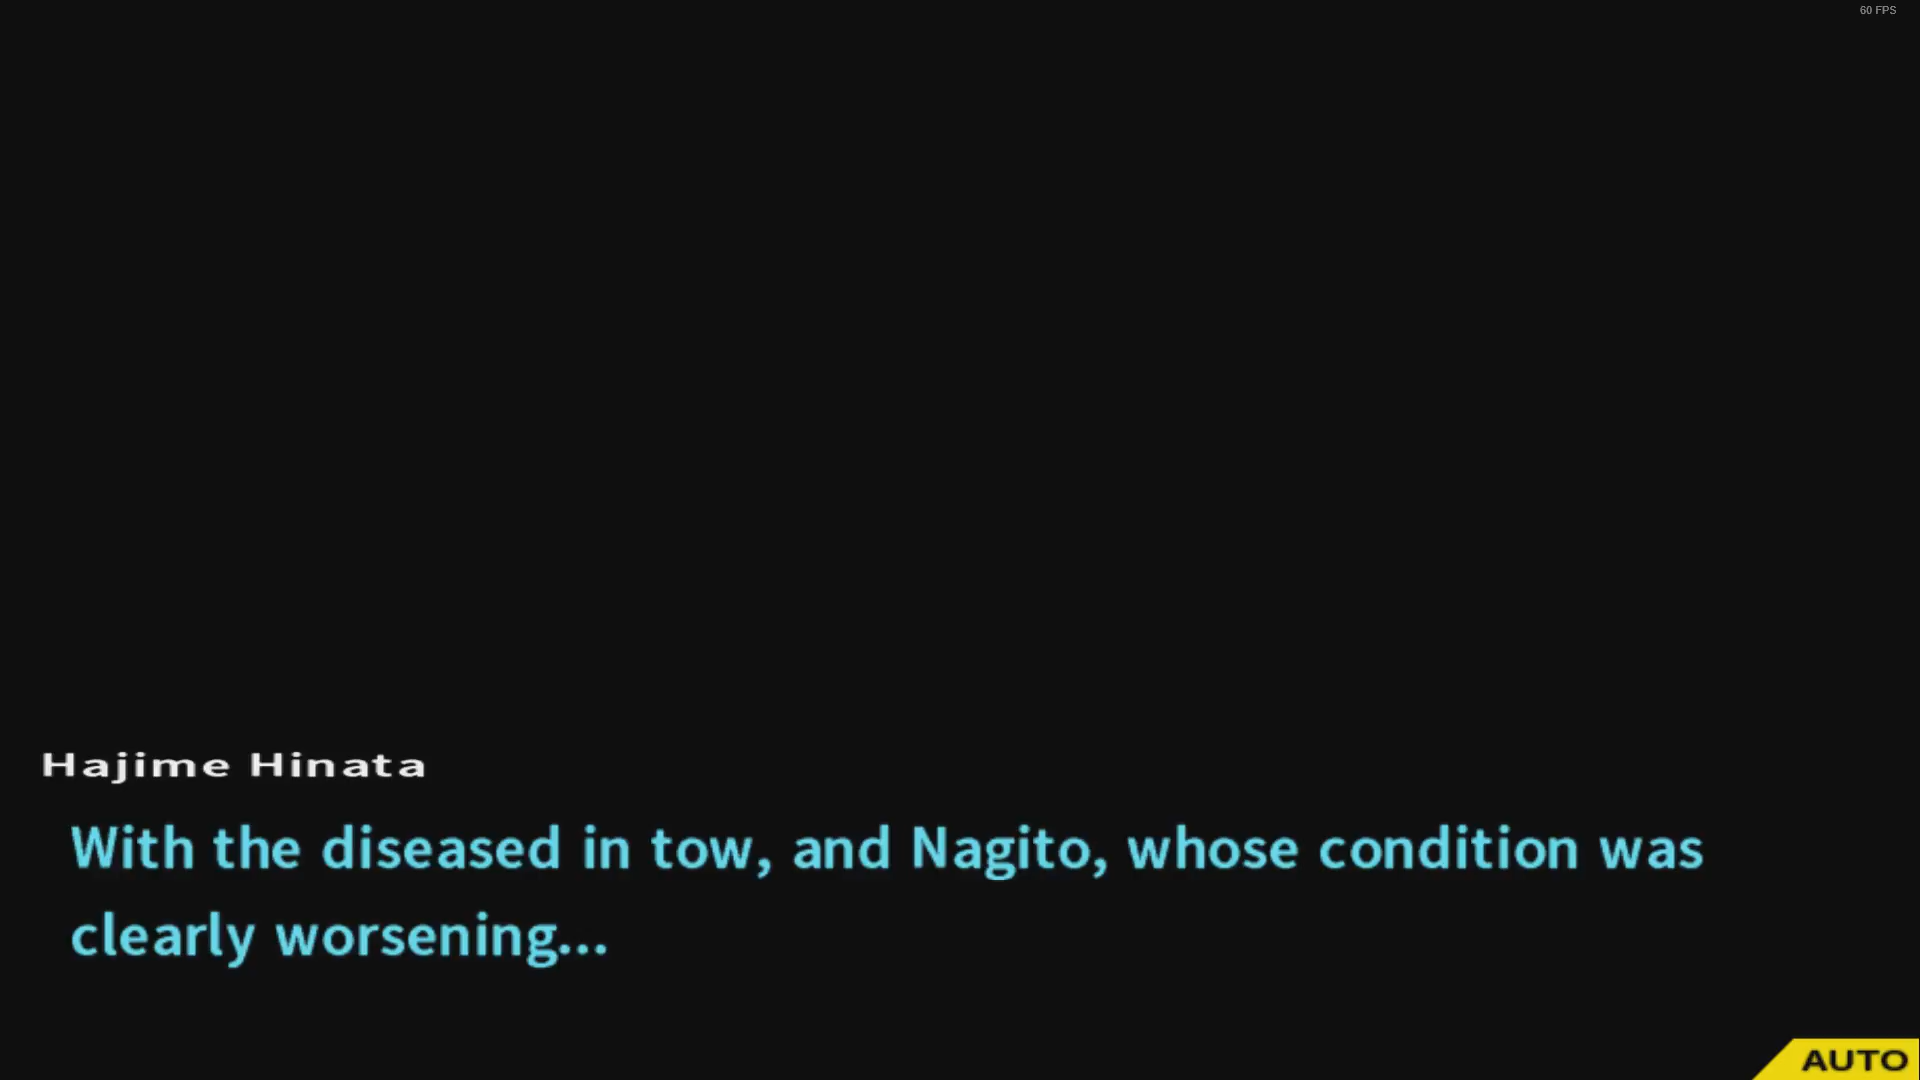 60 FPS
Hajime Hinata
With the diseased in tow, and Nagito, whose condition was
clearly worsening...
AUTO